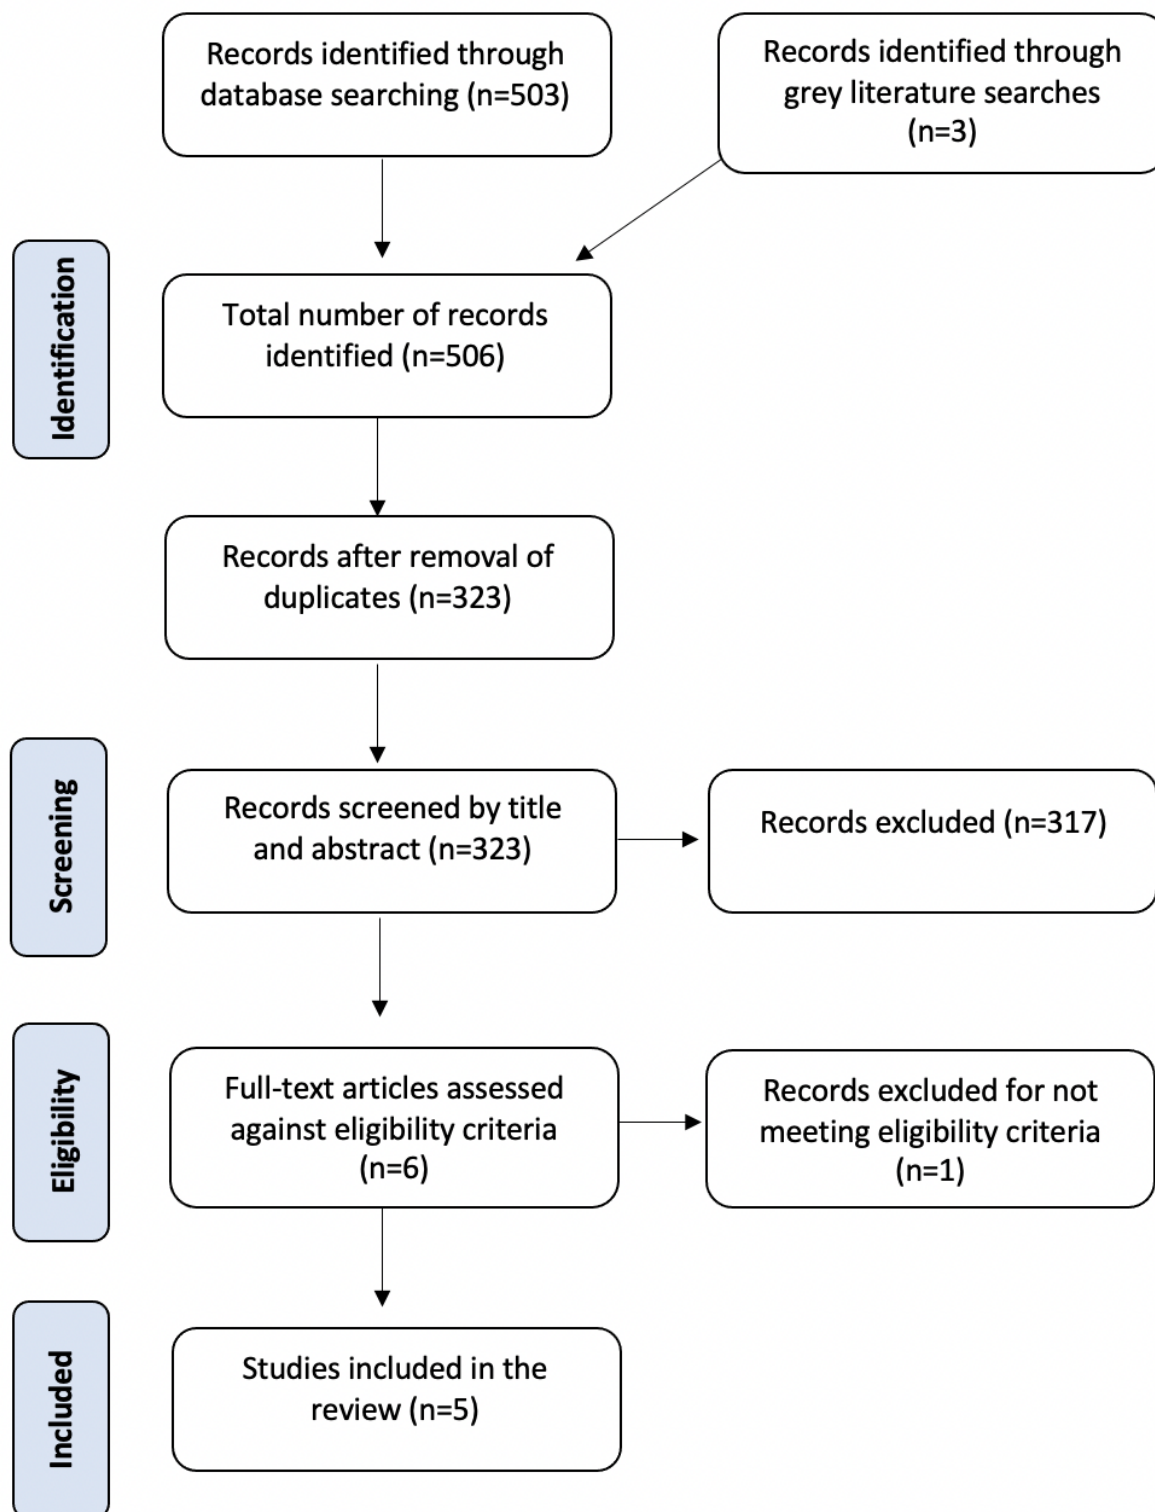 Records identified through
database searching (n=503)
Records identified through
grey literature searches
(n=3)
Identification
Total number of records
identified (n=506)
Records after removal of
duplicates (n=323)
Screening
Records screened by title
and abstract (n=323)
Records excluded (n=317)
Eligibility
Full-text articles assessed
against eligibility criteria
(n=6)
Records excluded for not
meeting eligibility criteria
(n=1)
Included
Studies included in the
review (n=5)